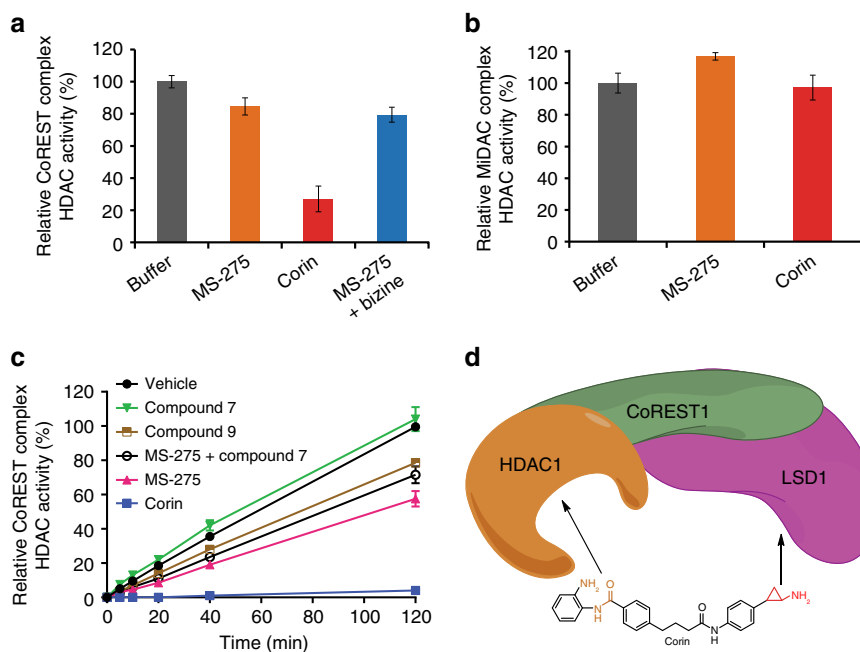 a
Relative CoREST complex
HDAC activity (%)
120
100
80
60
40
20
0
Buffer
MS-275
Corin
MS-275
+ bizine
b
Relative MiDAC complex
HDAC activity (%)
120
100
80
60
40
20
0
Buffer
MS-275
Corin
c
Relative CoREST complex
HDAC activity (%)
120
100
80
60
40
20
0
Vehicle
Compound 7
Compound 9
MS-275 + compound 7
MS-275
Corin
0 20 40 60 80 100 120
Time (min)
d
CoREST1
HDAC1
LSD1
NH2
O
N
H
O
N
H
NH2
Corin